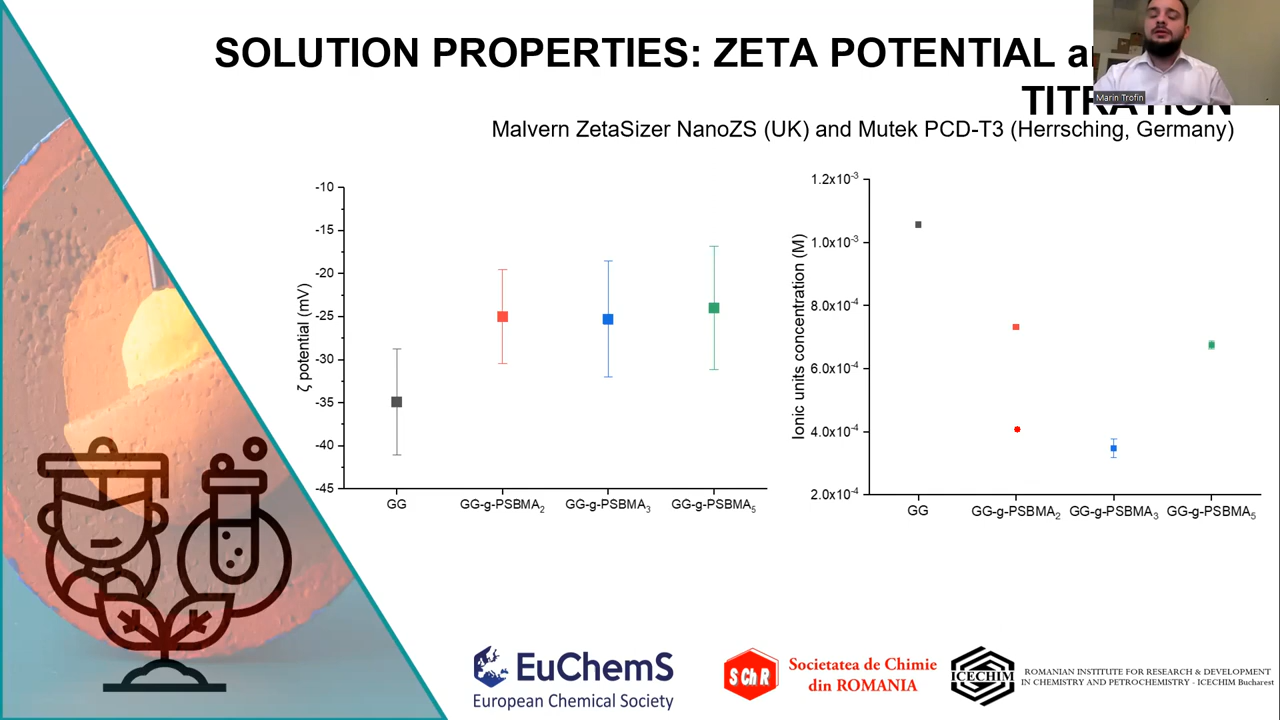 SOLUTION PROPERTIES: ZETA POTENTIAL a
TITRATION
Marin Trofin
Malvern ZetaSizer NanoZS (UK) and Mutek PCD-T3 (Herrsching, Germany)
ζ potential (mV)
-10
-15
-20
-25
-30
-35
-40
-45
GG
GG-g-PSBMA₂
GG-g-PSBMA₃
GG-g-PSBMA₅
Ionic units concentration (M)
1.2x10⁻³
1.0x10⁻³
8.0x10⁻⁴
6.0x10⁻⁴
4.0x10⁻⁴
2.0x10⁻⁴
GG
GG-g-PSBMA₂
GG-g-PSBMA₃
GG-g-PSBMA₅
EuChemS
European Chemical Society
SChR
Societatea de Chimie
din ROMANIA
ICECHIM
ROMANIAN INSTITUTE FOR RESEARCH & DEVELOPMENT
IN CHEMISTRY AND PETROCHEMISTRY - ICECHIM Bucharest